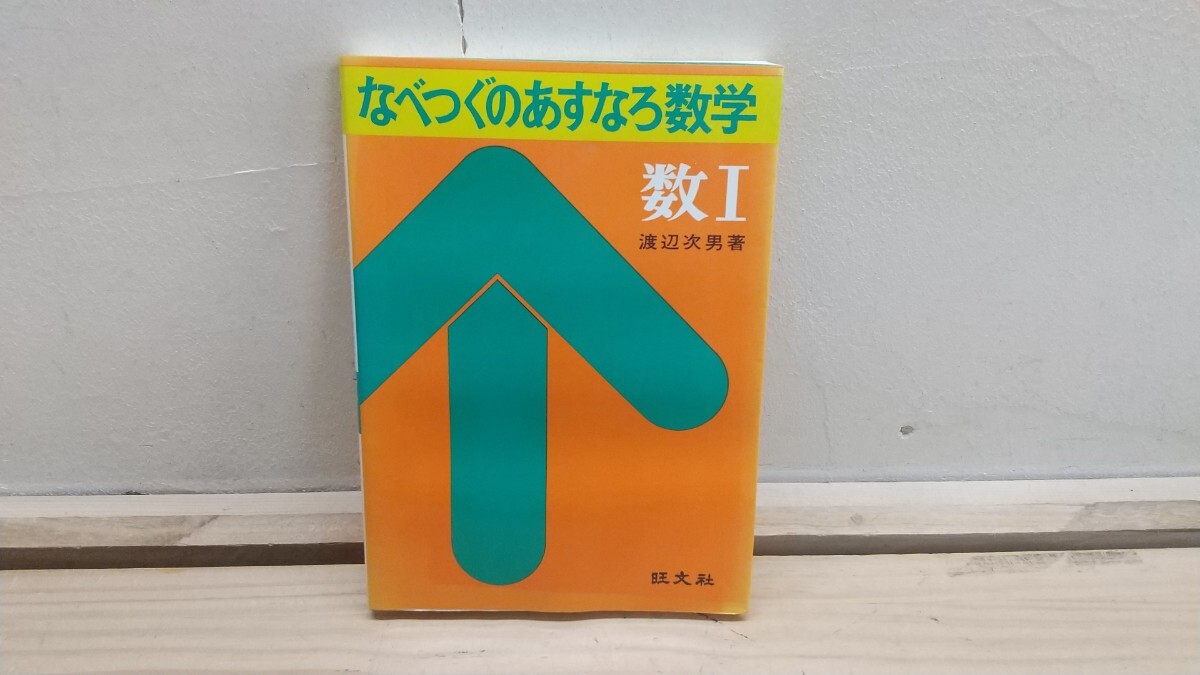 なべつぐのあすなろ数学
数I
渡辺次男著
旺文社